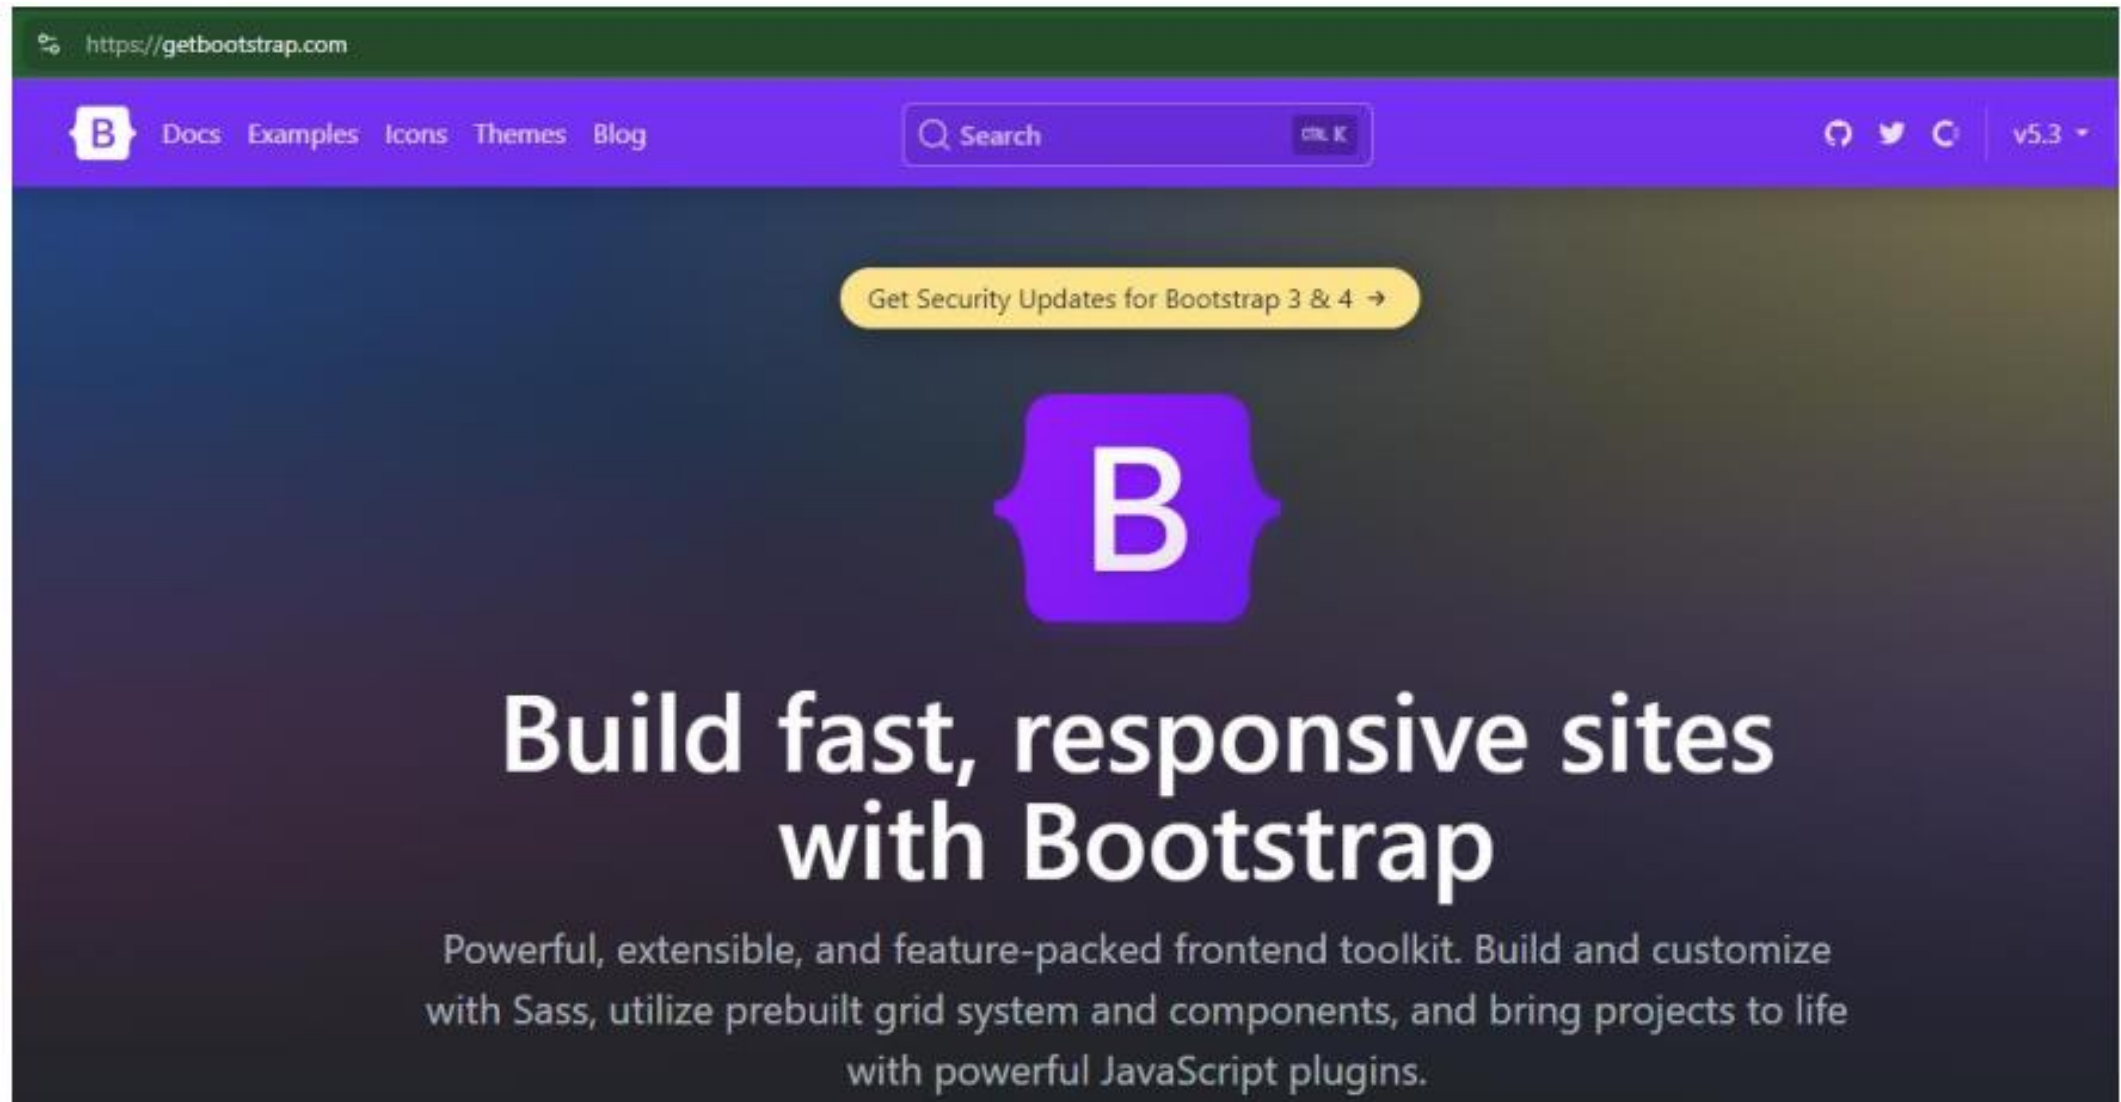 https://getbootstrap.com
B Docs Examples Icons Themes Blog Search CTRL K v5.3
Get Security Updates for Bootstrap 3 & 4 →
B
Build fast, responsive sites
with Bootstrap
Powerful, extensible, and feature-packed frontend toolkit. Build and customize
with Sass, utilize prebuilt grid system and components, and bring projects to life
with powerful JavaScript plugins.